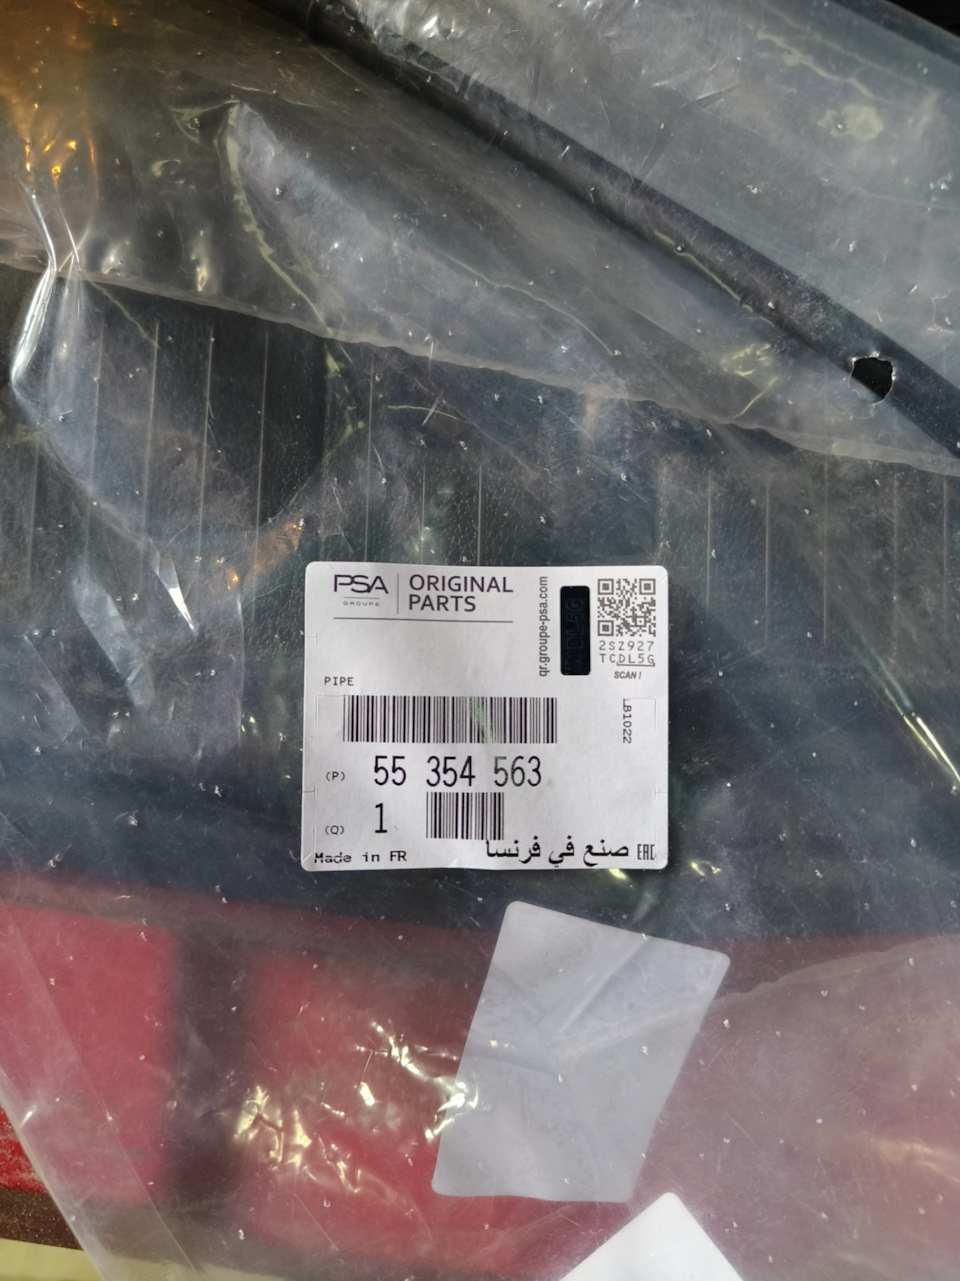 PSA
GROUPE
ORIGINAL
PARTS
qr.groupe-psa.com
2SZ927
TCDL5G
SCAN!
PIPE
LB1022
(P) 55 354 563
(Q) 1
Made in FR صنع في فرنسا EAC